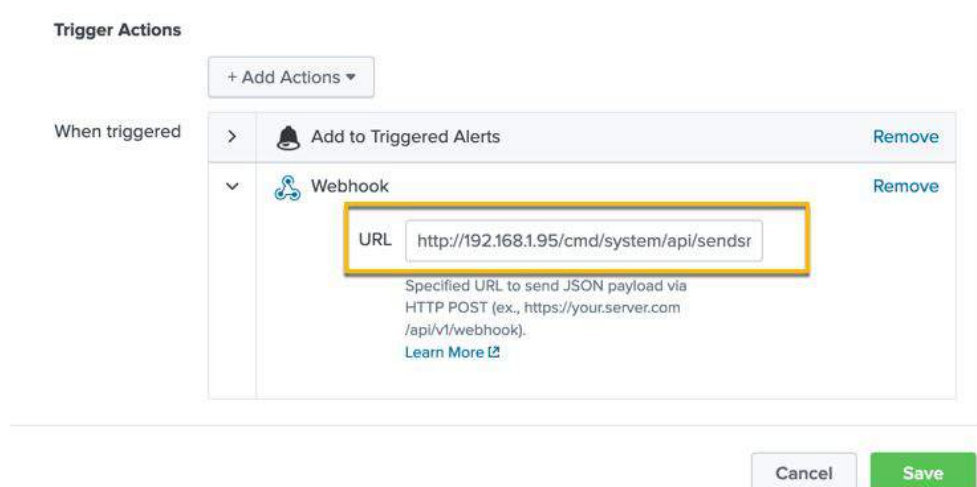 Trigger Actions
+ Add Actions
When triggered
Add to Triggered Alerts
Remove
Webhook
Remove
URL
http://192.168.1.95/cmd/system/api/sendsr
Specified URL to send JSON payload via
HTTP POST (ex., https://your.server.com
/api/v1/webhook).
Learn More
Cancel
Save